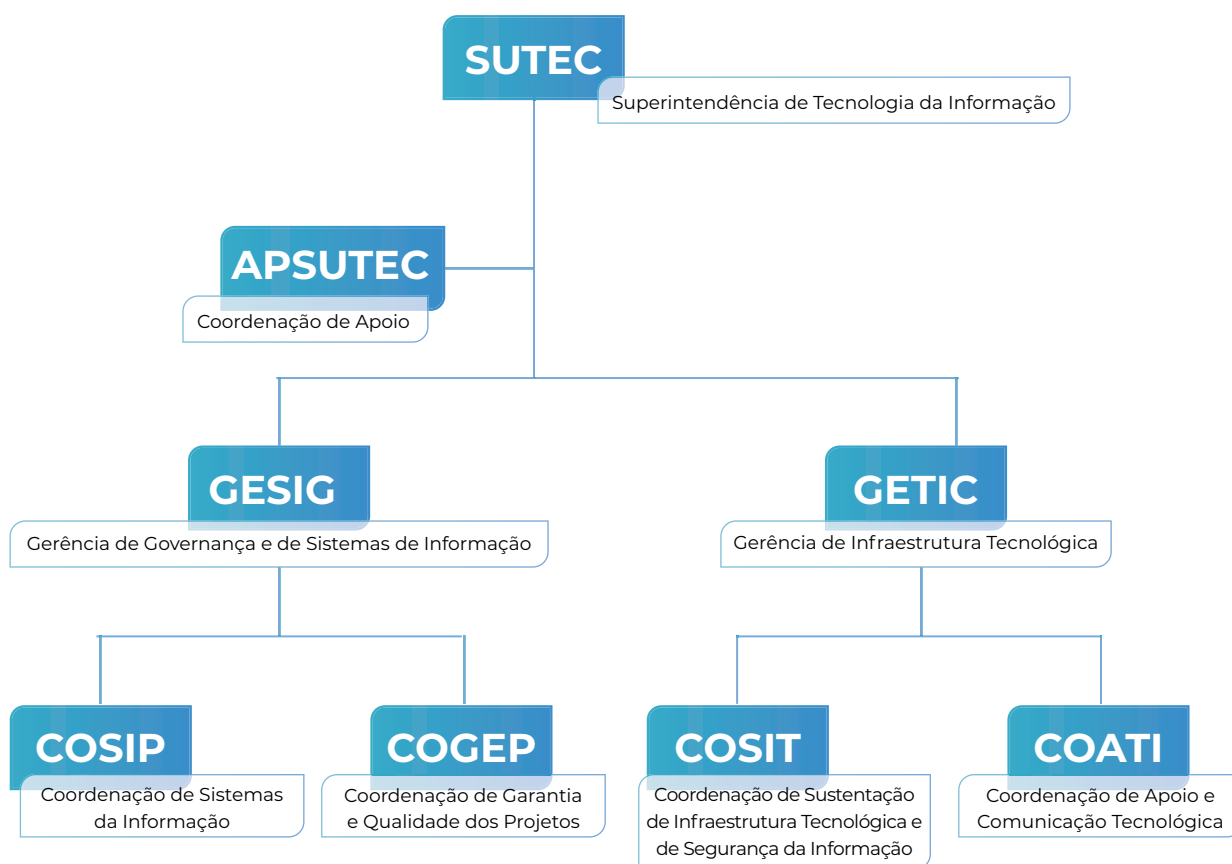 SUTEC
Superintendência de Tecnologia da Informação
APSUTEC
Coordenação de Apoio
GESIG
Gerência de Governança e de Sistemas de Informação
GETIC
Gerência de Infraestrutura Tecnológica
COSIP
Coordenação de Sistemas
da Informação
COGEP
Coordenação de Garantia
e Qualidade dos Projetos
COSIT
Coordenação de Sustentação
de Infraestrutura Tecnológica e
de Segurança da Informação
COATI
Coordenação de Apoio e
Comunicação Tecnológica